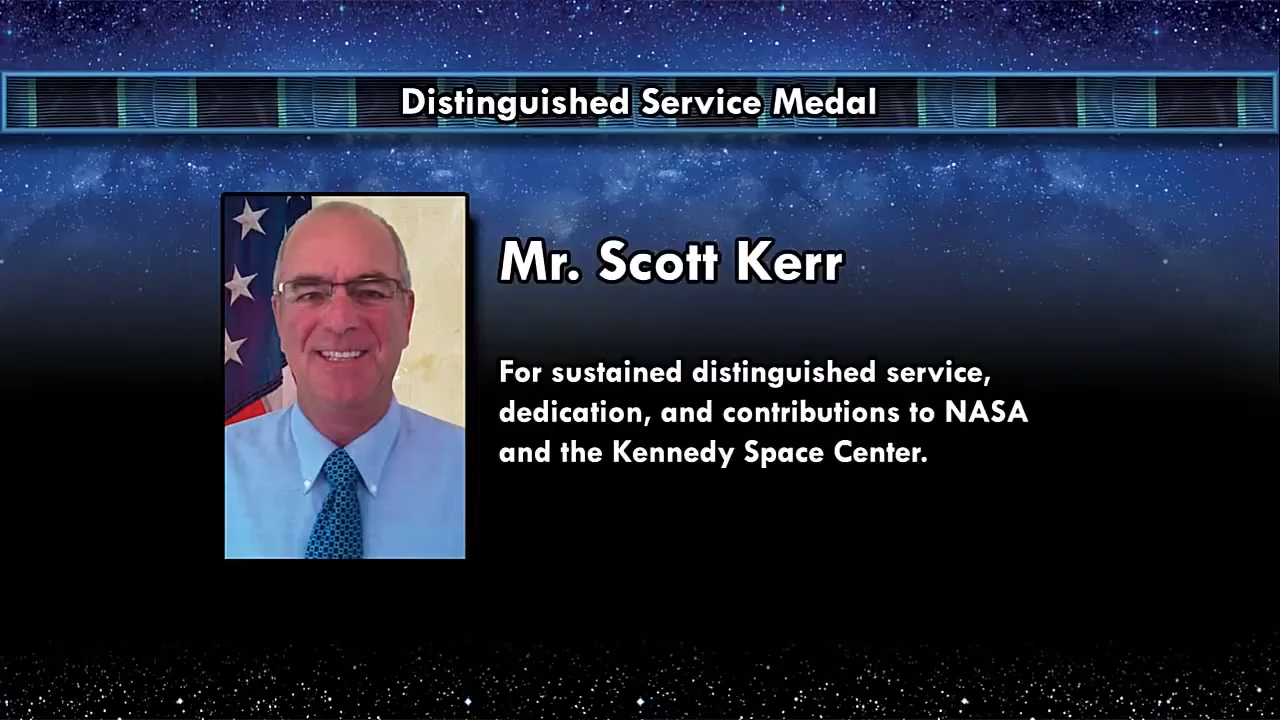 Distinguished Service Medal
Mr. Scott Kerr
For sustained distinguished service,
dedication, and contributions to NASA
and the Kennedy Space Center.